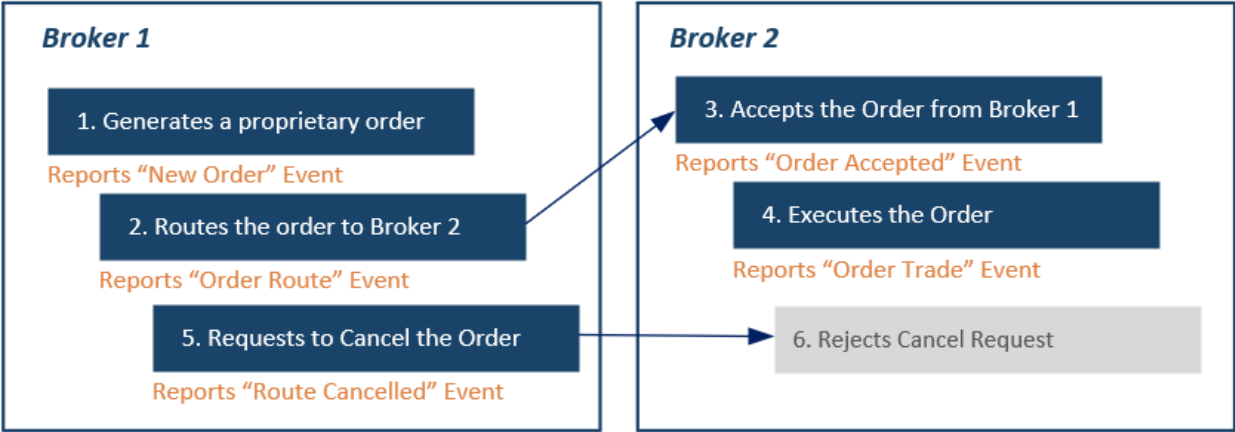 Broker 1
1. Generates a proprietary order
Reports “New Order” Event
2. Routes the order to Broker 2
Reports “Order Route” Event
5. Requests to Cancel the Order
Reports “Route Cancelled” Event
Broker 2
3. Accepts the Order from Broker 1
Reports “Order Accepted” Event
4. Executes the Order
Reports “Order Trade” Event
6. Rejects Cancel Request